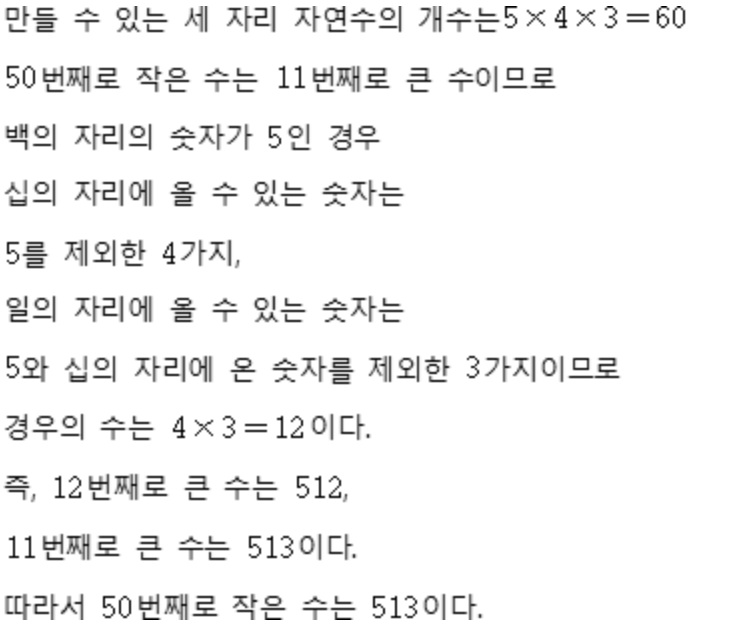 만들 수 있는 세 자리 자연수의 개수는 5×4×3=60
50번째로 작은 수는 11번째로 큰 수이므로
백의 자리의 숫자가 5인 경우
십의 자리에 올 수 있는 숫자는
5를 제외한 4가지,
일의 자리에 올 수 있는 숫자는
5와 십의 자리에 온 숫자를 제외한 3가지이므로
경우의 수는 4×3=12이다.
즉, 12번째로 큰 수는 512,
11번째로 큰 수는 513이다.
따라서 50번째로 작은 수는 513이다.